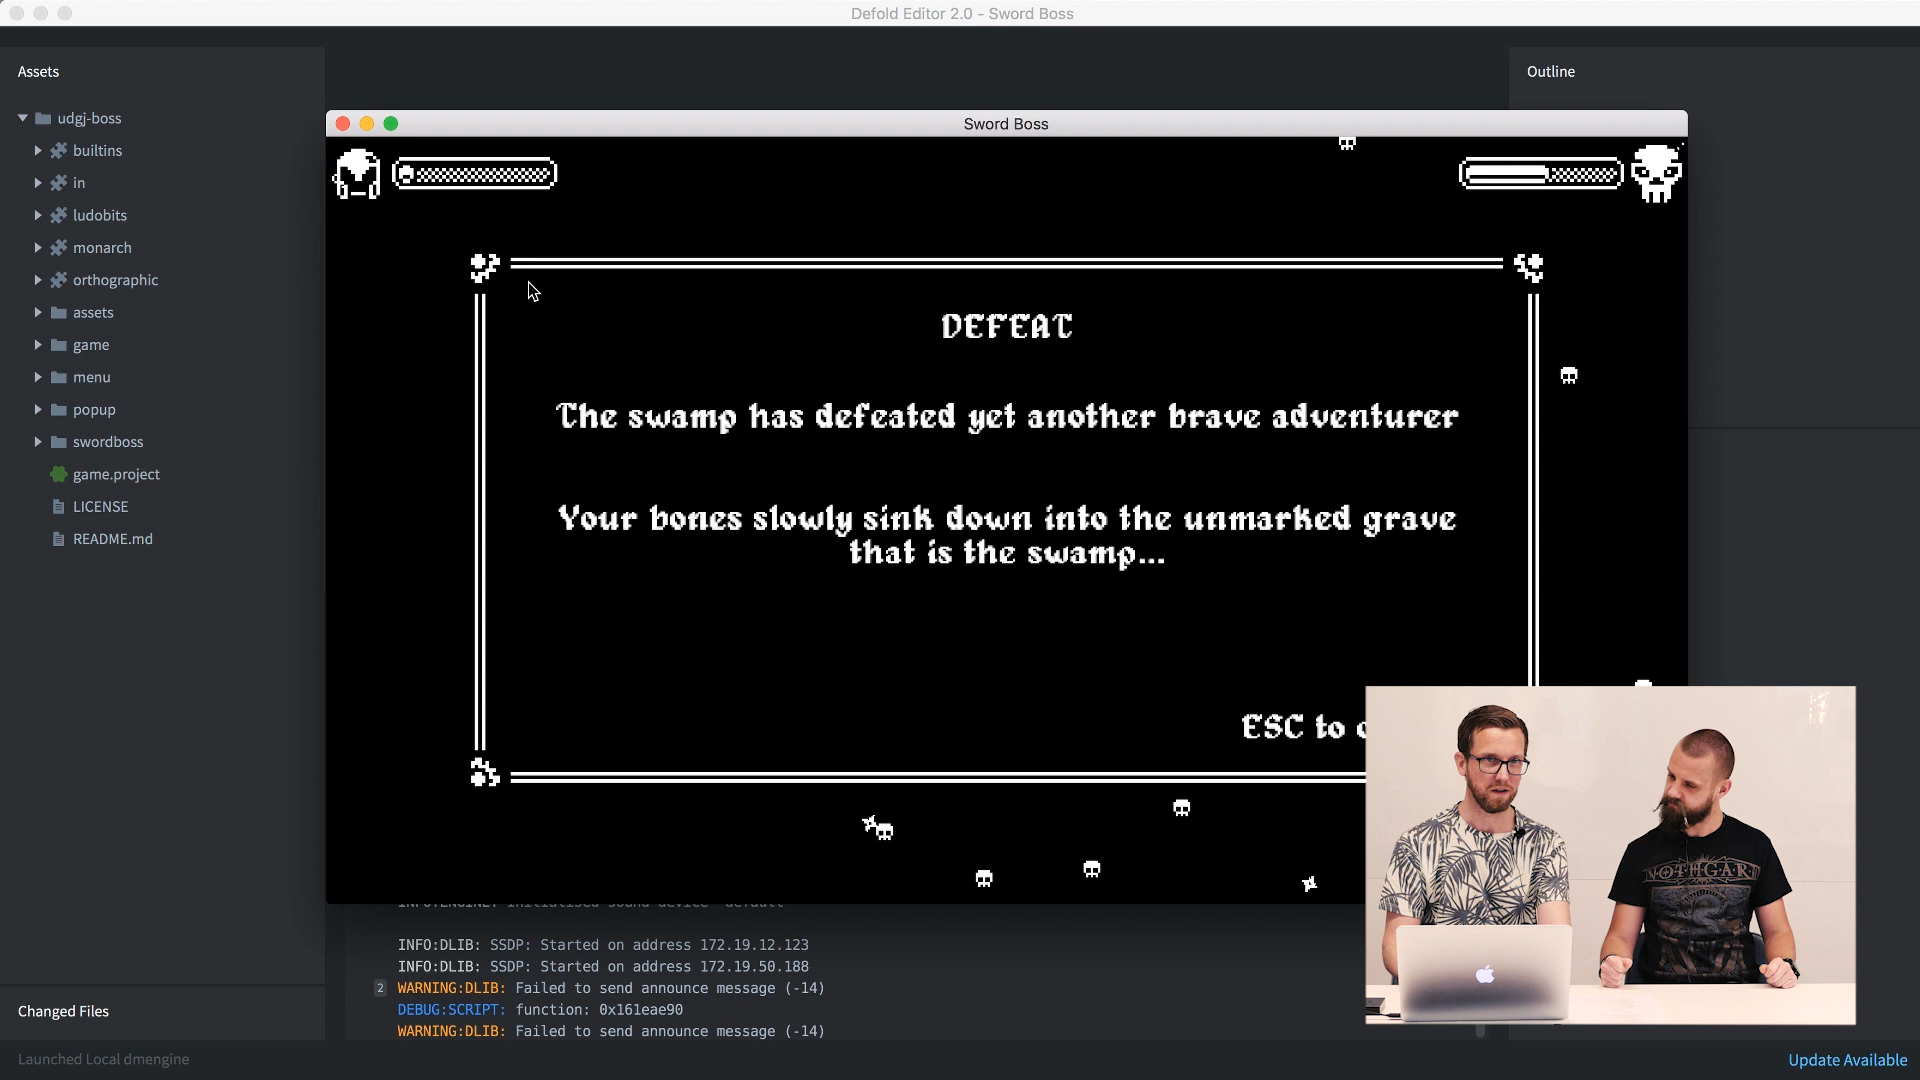 Defold Editor 2.0 - Sword Boss
Assets
Outline
udgj-boss
builtins
in
ludobits
monarch
orthographic
assets
game
menu
popup
swordboss
game.project
LICENSE
README.md
Sword Boss
DEFEAT
The swamp has defeated yet another brave adventurer
Your bones slowly sink down into the unmarked grave
that is the swamp...
ESC to
INFO:DLIB: SSDP: Started on address 172.19.12.123
INFO:DLIB: SSDP: Started on address 172.19.50.188
2 WARNING:DLIB: Failed to send announce message (-14)
DEBUG:SCRIPT: function: 0x161eae90
WARNING:DLIB: Failed to send announce message (-14)
Changed Files
Launched Local dmengine
Update Available